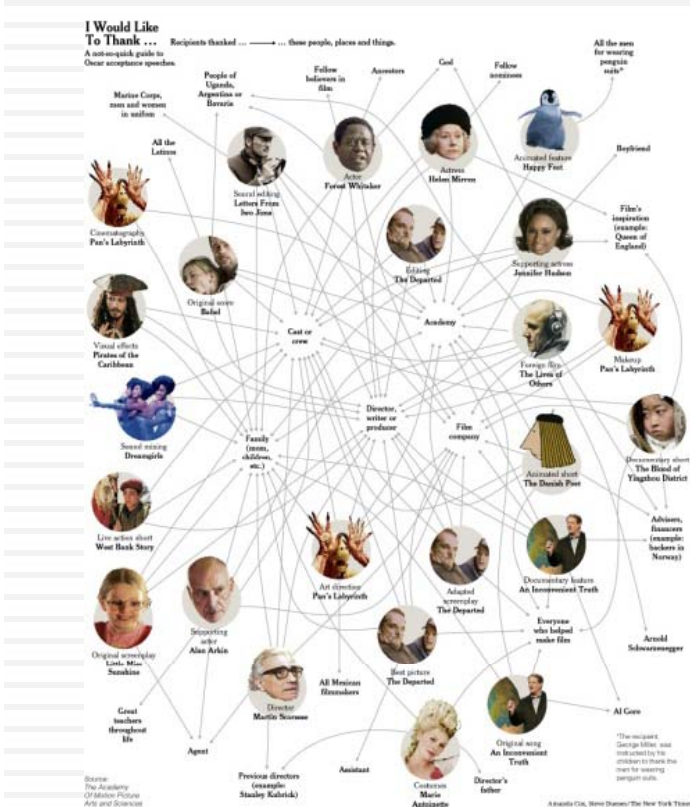 I Would Like
To Thank ...
A not-so-quick guide to
Oscar acceptance speeches.
Recipients thanked ... ... these people, places and things.
Marine Corps,
men and women
in uniform
People of
Uganda,
Argentina or
Bavaria
Fellow
believers in
film
Ancestors
God
Fellow
nominees
All the men
for wearing
penguin
suits*
All the
Latinos
Boyfriend
Film's
inspiration
(example:
Queen of
England)
Sound editing
Letters From
Iwo Jima
Actor
Forest Whitaker
Actress
Helen Mirren
Animated feature
Happy Feet
Cinematography
Pan's Labyrinth
Original score
Babel
Editing
The Departed
Supporting actress
Jennifer Hudson
Visual effects
Pirates of the
Caribbean
Cast or
crew
Academy
Foreign film
The Lives of
Others
Makeup
Pan's Labyrinth
Sound mixing
Dreamgirls
Family
(mom,
children,
etc.)
Director,
writer or
producer
Film
company
Animated short
The Danish Poet
Documentary short
The Blood of
Yingzhou District
Live action short
West Bank Story
Art direction
Pan's Labyrinth
Adapted
screenplay
The Departed
Documentary feature
An Inconvenient Truth
Advisers,
financers
(example:
backers in
Norway)
Original screenplay
Little Miss
Sunshine
Supporting
actor
Alan Arkin
Everyone
who helped
make film
Arnold
Schwarzenegger
Director
Martin Scorsese
All Mexican
filmmakers
Best picture
The Departed
Original song
An Inconvenient
Truth
Al Gore
Great
teachers
throughout
life
Agent
Previous directors
(example:
Stanley Kubrick)
Assistant
Costumes
Marie
Antoinette
Director's
father
*The recipient,
George Miller, was
instructed by his
children to thank the
men for wearing
penguin suits.
Source:
The Academy
Of Motion Picture
Arts and Sciences
Amanda Cox, /The New York Times